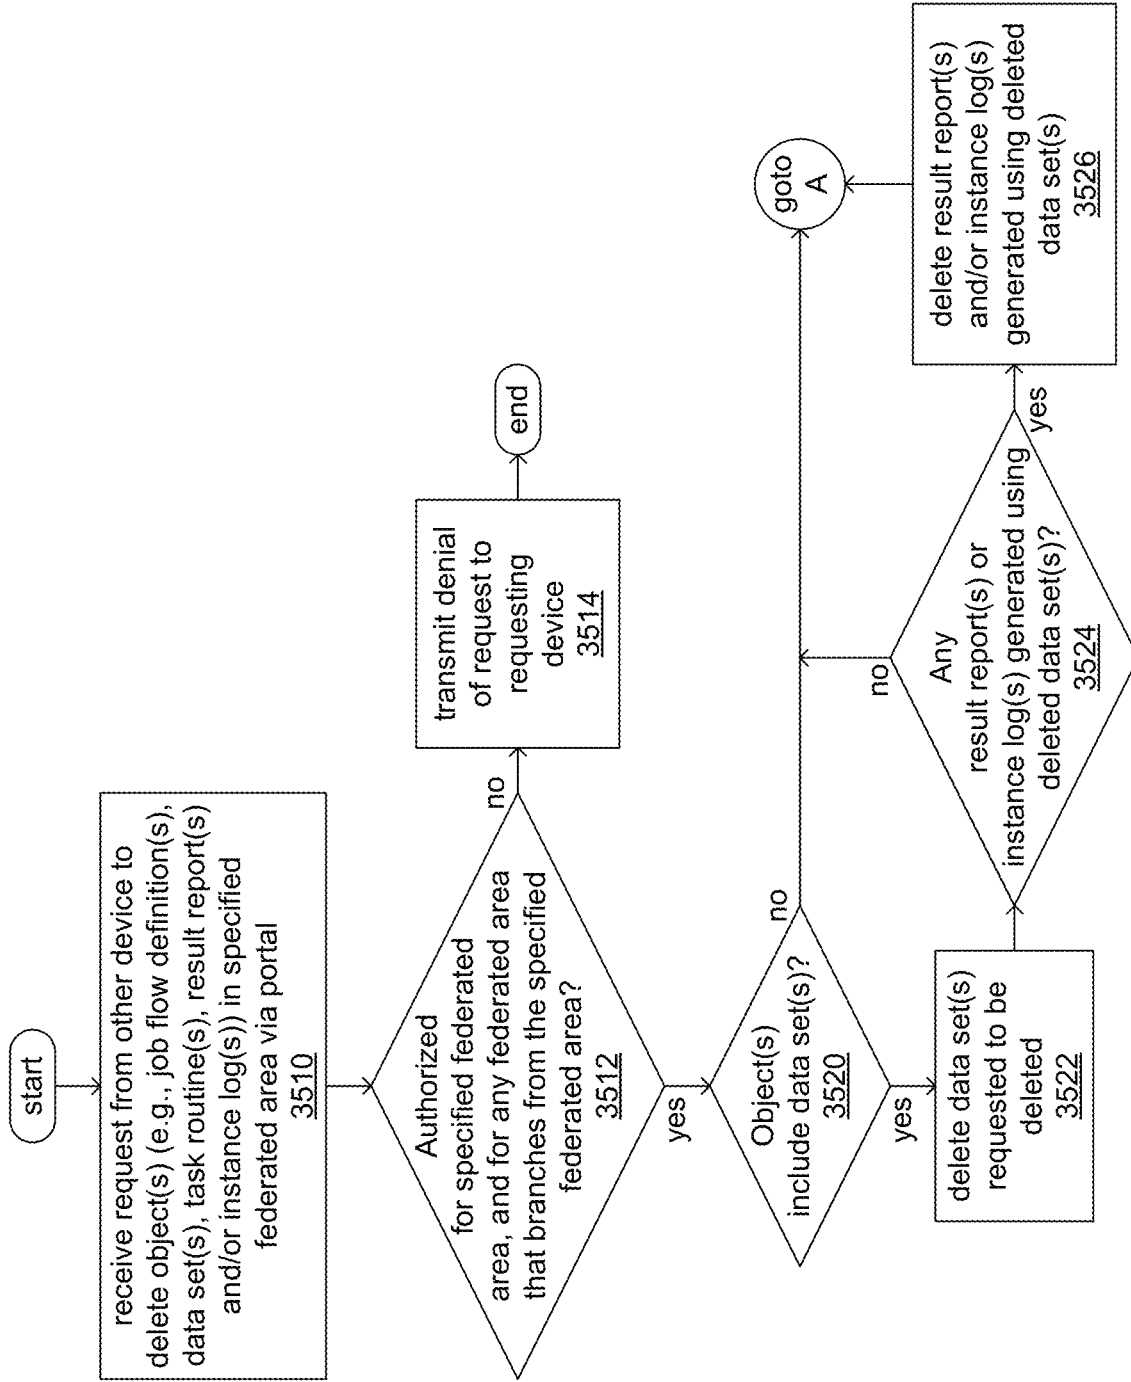 start
receive request from other device to
delete object(s) (e.g., job flow definition(s),
data set(s), task routine(s), result report(s)
and/or instance log(s)) in specified
federated area via portal
3510
Authorized
for specified federated
area, and for any federated area
that branches from the specified
federated area?
3512
no
transmit denial
of request to
requesting
device
3514
end
yes
Object(s)
include data set(s)?
3520
no
goto
A
yes
delete data set(s)
requested to be
deleted
3522
Any
result report(s) or
instance log(s) generated using
deleted data set(s)?
3524
no
yes
delete result report(s)
and/or instance log(s)
generated using deleted
data set(s)
3526